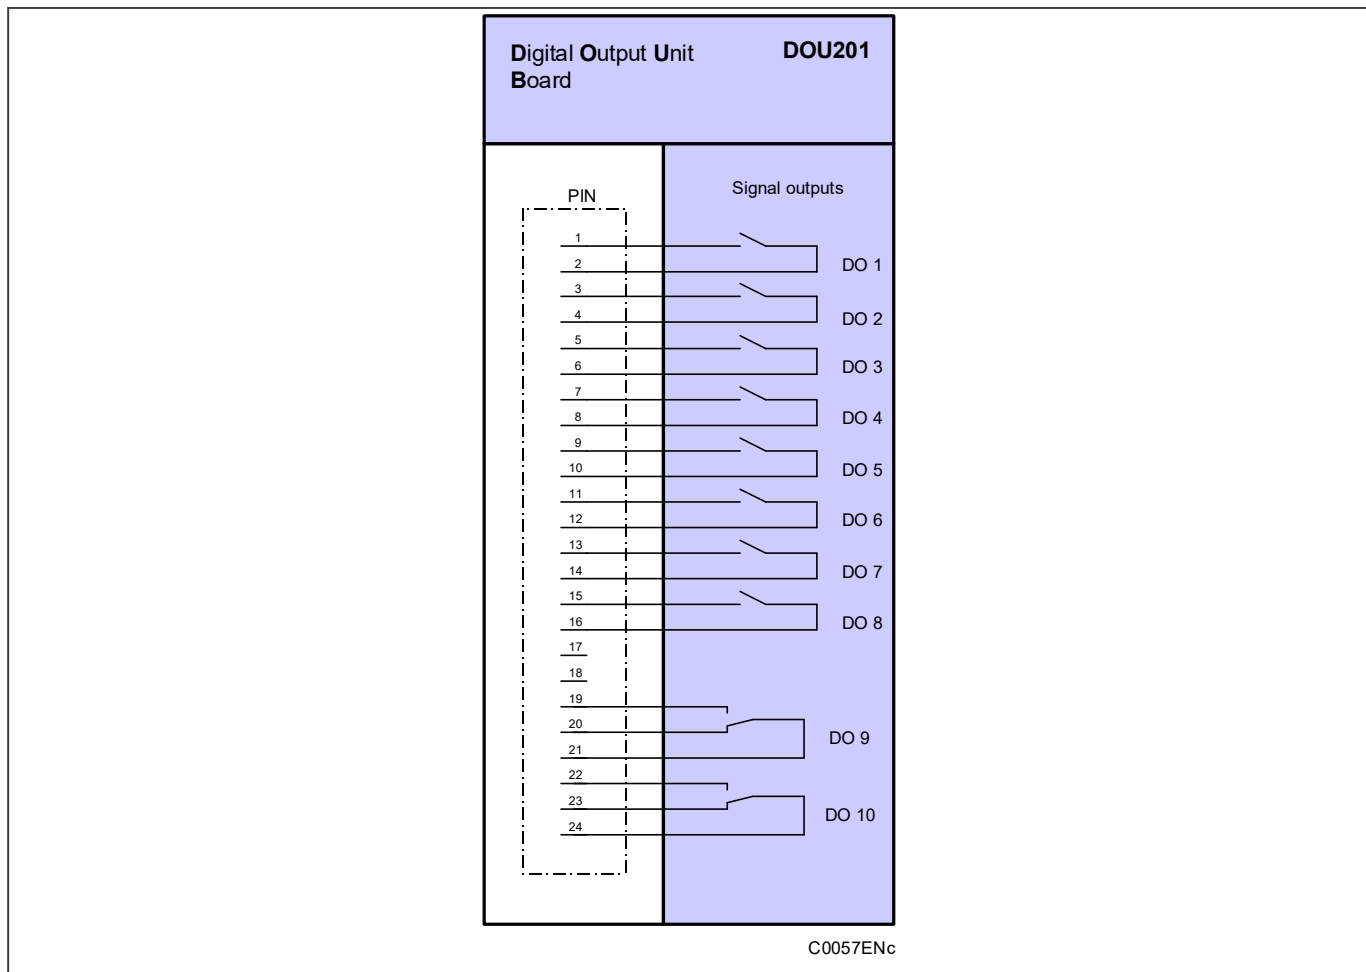 Digital Output Unit DOU201
Board
PIN
Signal outputs
1
2
DO 1
3
4
DO 2
5
6
DO 3
7
8
DO 4
9
10
DO 5
11
12
DO 6
13
14
DO 7
15
16
DO 8
17
18
19
20
DO 9
21
22
23
DO 10
24
C0057ENc